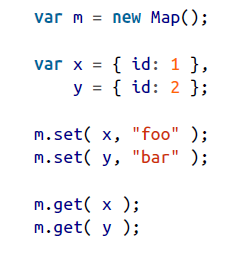 var m = new Map();
var x = { id: 1 },
y = { id: 2 };
m.set( x, "foo" );
m.set( y, "bar" );
m.get( x );
m.get( y );